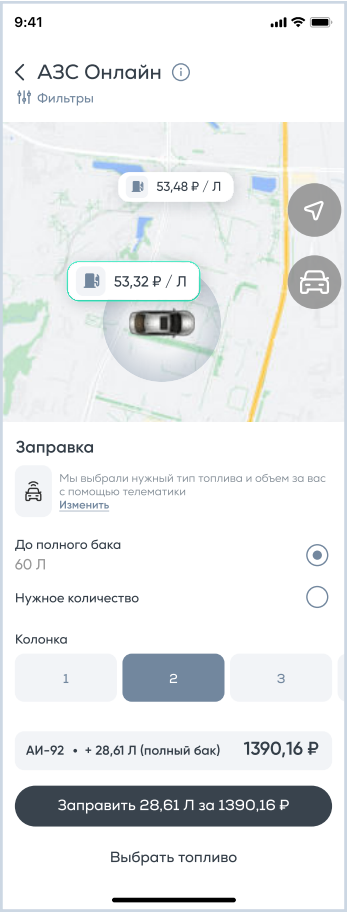 9:41
АЗС Онлайн
Фильтры
53,48 ₽ / Л
53,32 ₽ / Л
Заправка
Мы выбрали нужный тип топлива и объем за вас
с помощью телематики
Изменить
До полного бака
60 Л
Нужное количество
Колонка
1 2 3
АИ-92 • + 28,61 Л (полный бак) 1390,16 ₽
Заправить 28,61 Л за 1390,16 ₽
Выбрать топливо